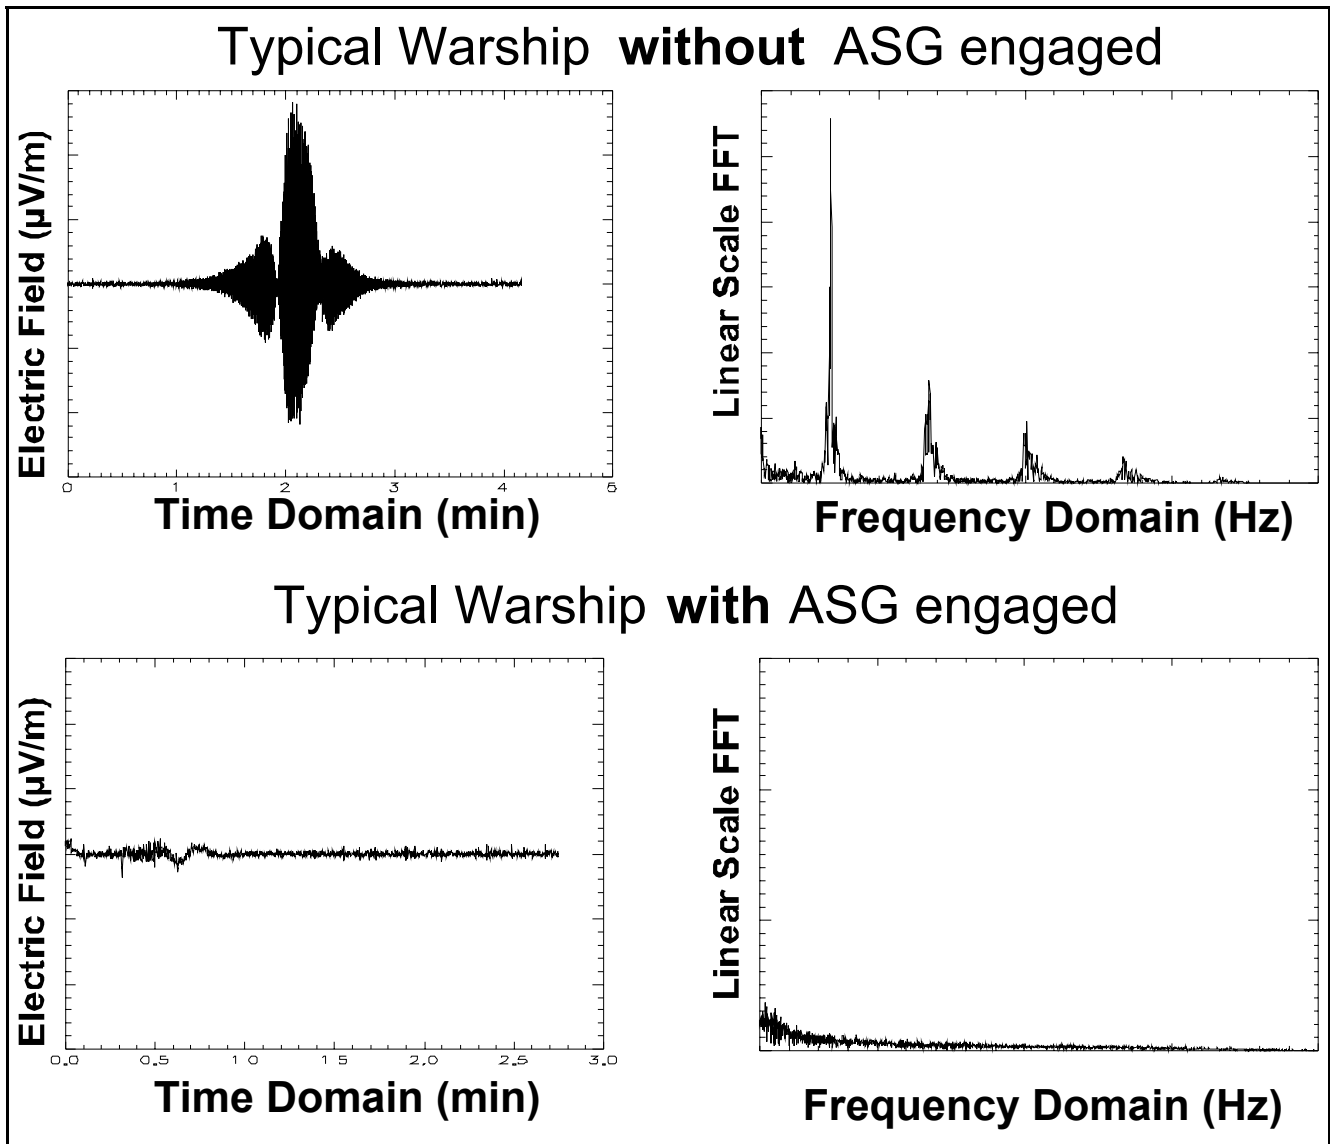 Typical Warship without ASG engaged
Electric Field (µV/m)
0 1 2 3 4 5
Time Domain (min)
Linear Scale FFT
Frequency Domain (Hz)
Typical Warship with ASG engaged
Electric Field (µV/m)
0.0 0.5 1 0 1 5 2.0 2.5 3.0
Time Domain (min)
Linear Scale FFT
Frequency Domain (Hz)